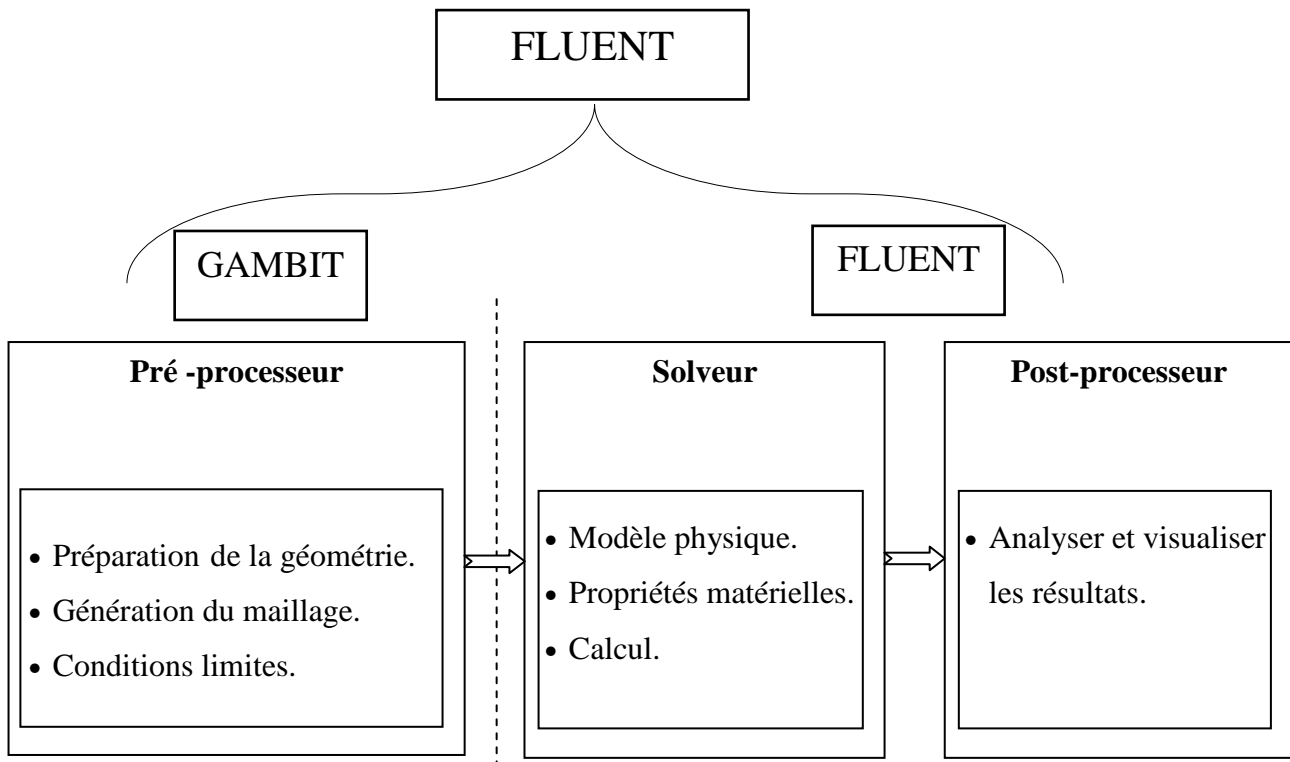 FLUENT
GAMBIT
FLUENT
Pré -processeur
• Préparation de la géométrie.
• Génération du maillage.
• Conditions limites.
Solveur
• Modèle physique.
• Propriétés matérielles.
• Calcul.
Post-processeur
• Analyser et visualiser
les résultats.